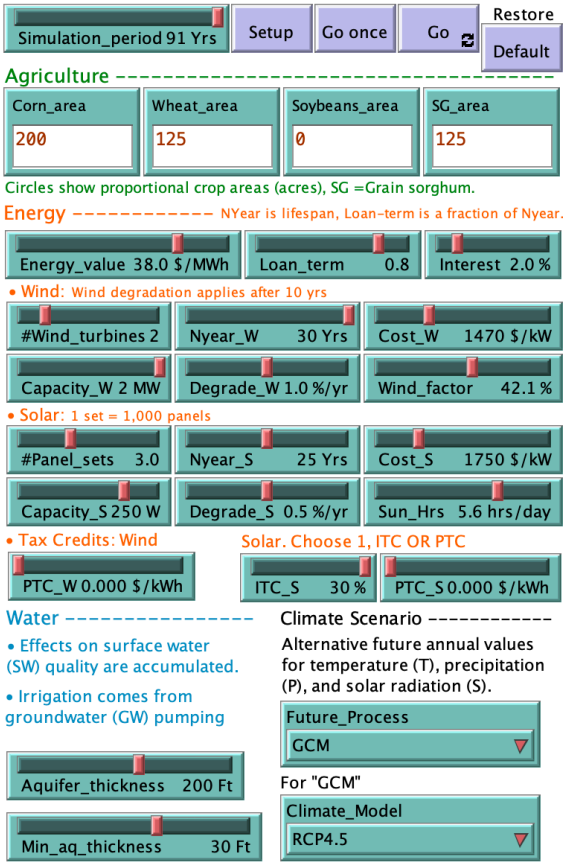 Restore
Simulation_period 91 Yrs
Setup
Go once
Go
Default
Agriculture
Corn_area
Wheat_area
Soybeans_area
SG_area
200
125
0
125
Circles show proportional crop areas (acres), SG =Grain sorghum.
Energy
NYear is lifespan, Loan-term is a fraction of Nyear.
Energy_value 38.0 $/MWh
Loan_term 0.8
Interest 2.0 %
• Wind: Wind degradation applies after 10 yrs
#Wind_turbines 2
Nyear_W 30 Yrs
Cost_W 1470 $/kW
Capacity_W 2 MW
Degrade_W 1.0 %/yr
Wind_factor 42.1 %
• Solar: 1 set = 1,000 panels
#Panel_sets 3.0
Nyear_S 25 Yrs
Cost_S 1750 $/kW
Capacity_S 250 W
Degrade_S 0.5 %/yr
Sun_Hrs 5.6 hrs/day
• Tax Credits: Wind
Solar. Choose 1, ITC OR PTC
PTC_W 0.000 $/kWh
ITC_S 30 %
PTC_S 0.000 $/kWh
Water
• Effects on surface water
(SW) quality are accumulated.
• Irrigation comes from
groundwater (GW) pumping
Aquifer_thickness 200 Ft
Min_aq_thickness 30 Ft
Climate Scenario
Alternative future annual values
for temperature (T), precipitation
(P), and solar radiation (S).
Future_Process
GCM
For "GCM"
Climate_Model
RCP4.5